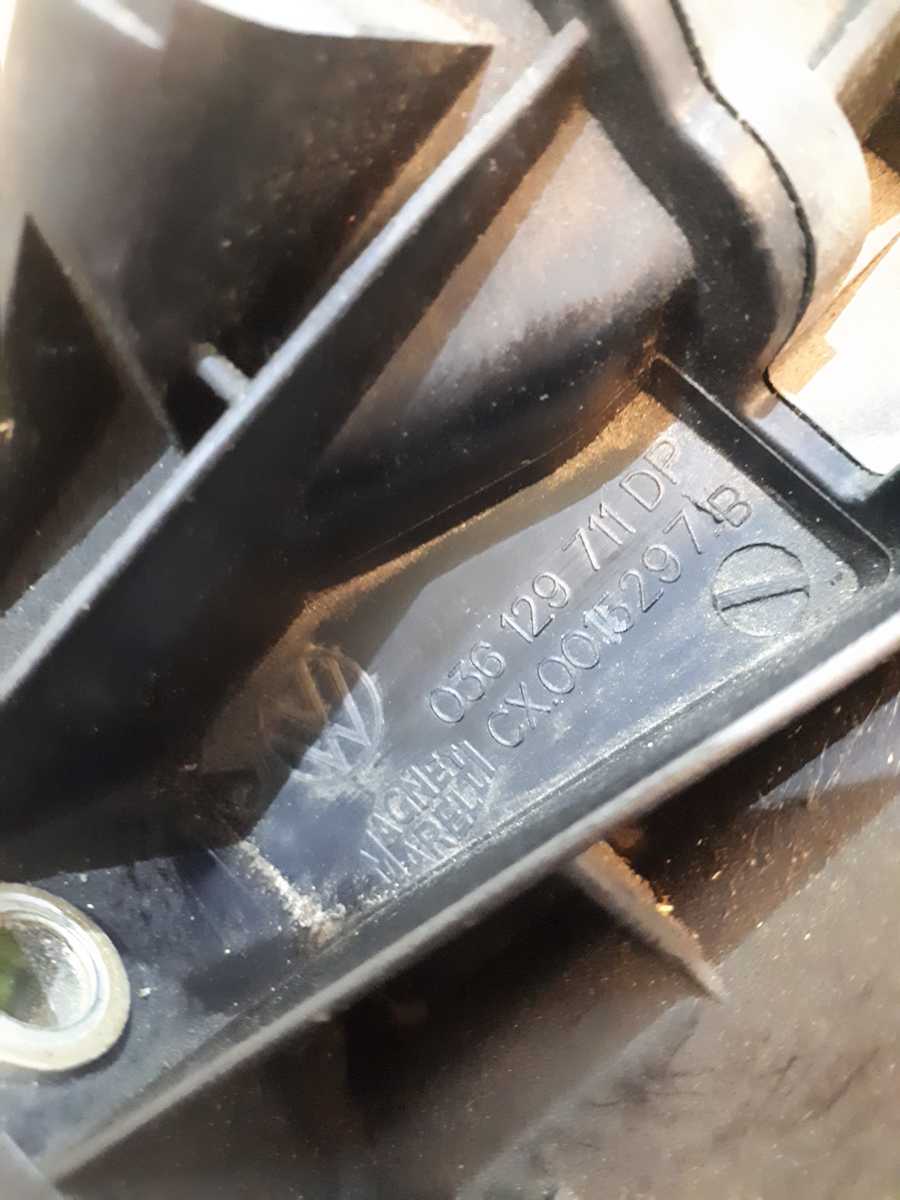 VW
036 129 711 DP
CX.0015297.B
MAGNETI
MARELLI